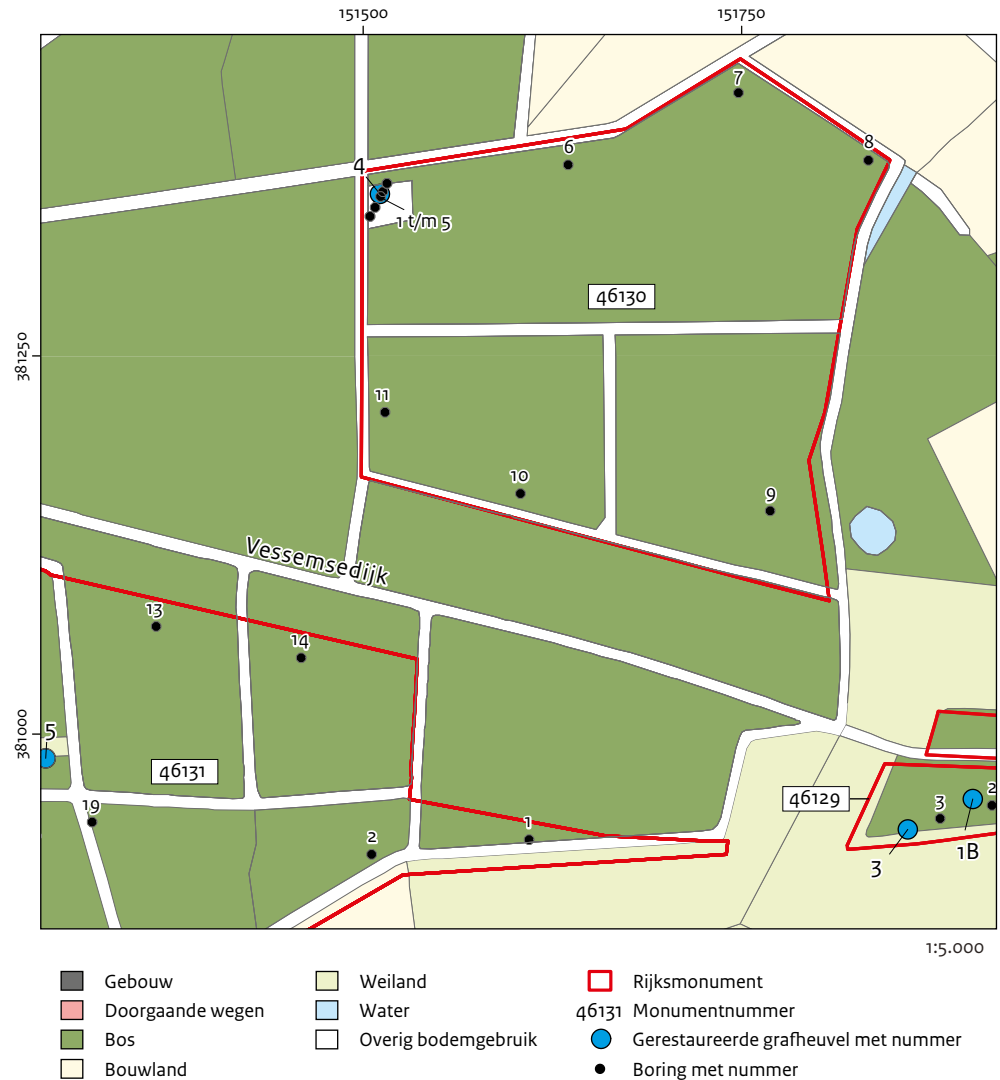 151500
151750
7
8
6
4
1 t/m 5
46130
381250
11
10
9
Vessemsedijk
13
14
5
381000
46131
46129
19
2
1
3
2
3
1B
1:5.000
Gebouw
Doorgaande wegen
Bos
Bouwland
Weiland
Water
Overig bodemgebruik
Rijksmonument
46131 Monumentnummer
Gerestaureerde grafheuvel met nummer
Boring met nummer